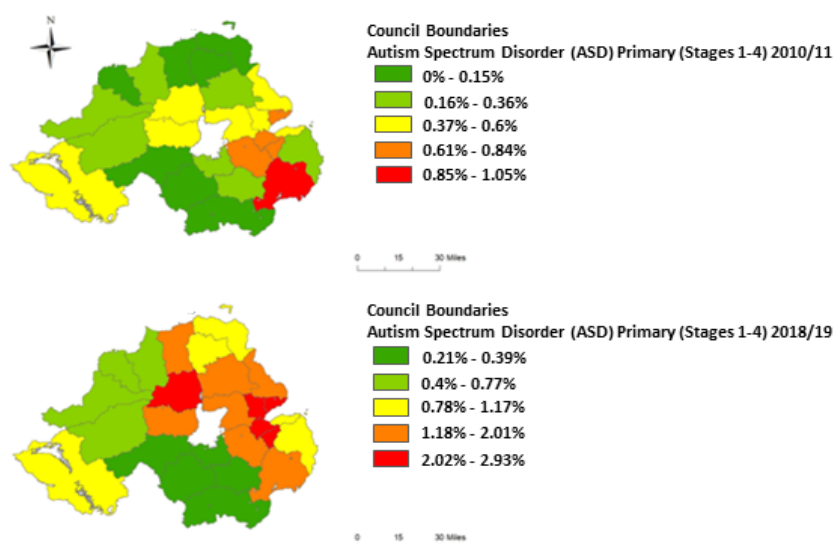 N
Council Boundaries
Autism Spectrum Disorder (ASD) Primary (Stages 1-4) 2010/11
0% - 0.15%
0.16% - 0.36%
0.37% - 0.6%
0.61% - 0.84%
0.85% - 1.05%
0 15 30 Miles
Council Boundaries
Autism Spectrum Disorder (ASD) Primary (Stages 1-4) 2018/19
0.21% - 0.39%
0.4% - 0.77%
0.78% - 1.17%
1.18% - 2.01%
2.02% - 2.93%
0 15 30 Miles